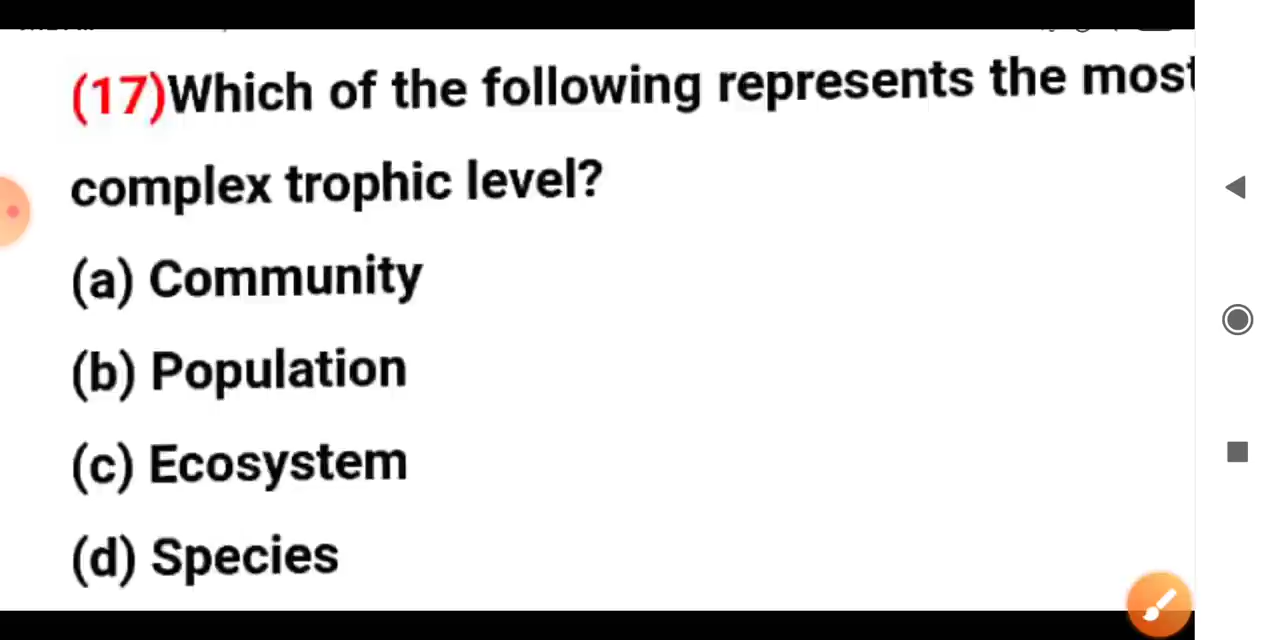 (17)Which of the following represents the most
complex trophic level?
(a) Community
(b) Population
(c) Ecosystem
(d) Species